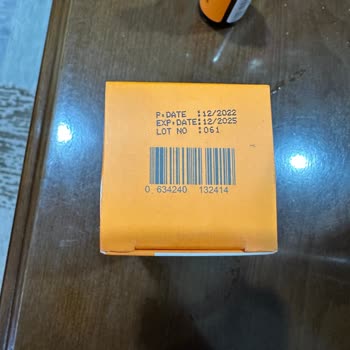 P.DATE :12/2022
EXP.DATE:12/2025
LOT NO :061
0 634240 132414